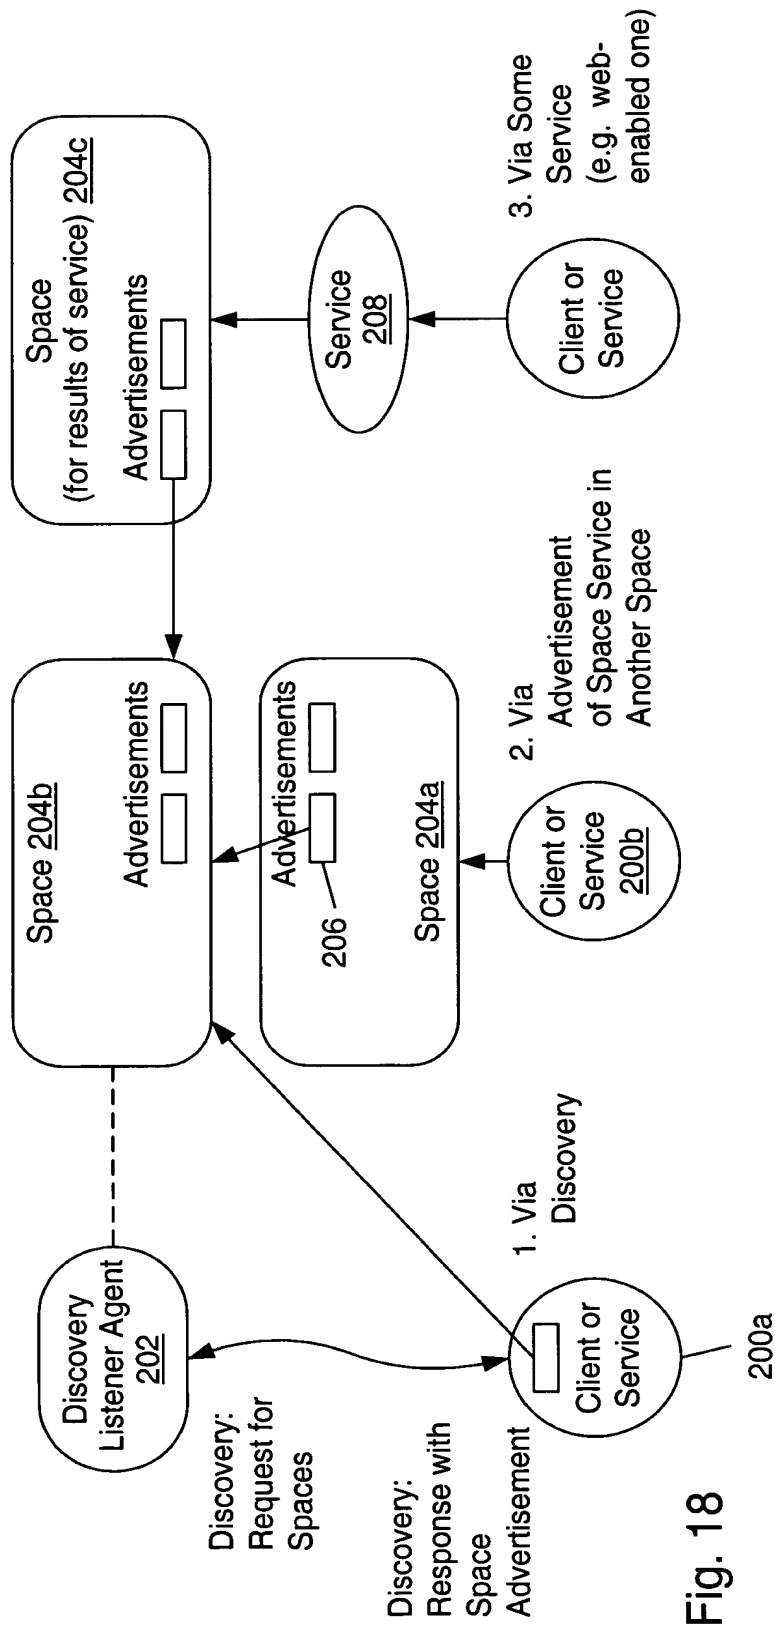 Discovery
Listener Agent
202
Discovery:
Request for
Spaces
Discovery:
Response with
Space
Advertisement
Client or
Service
200a
1. Via
Discovery
Space 204b
Advertisements
Advertisements
206
Space 204a
Client or
Service
200b
2. Via
Advertisement
of Space Service in
Another Space
Space
(for results of service) 204c
Advertisements
Service
208
Client or
Service
3. Via Some
Service
(e.g. web-
enabled one)
Fig. 18